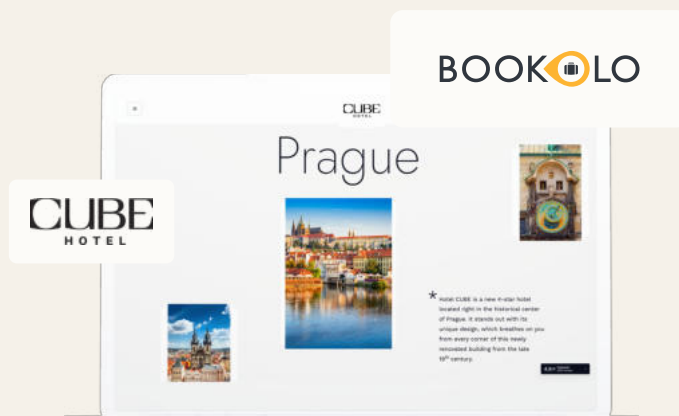 BOOKOLO
CUBE
HOTEL
Prague
CUBE
HOTEL
Hotel CUBE is a new 4-star hotel
located right in the historical center
of Prague. It stands out with its
unique design, which breathes on you
from every corner of this newly
renovated building from the late
19th century.